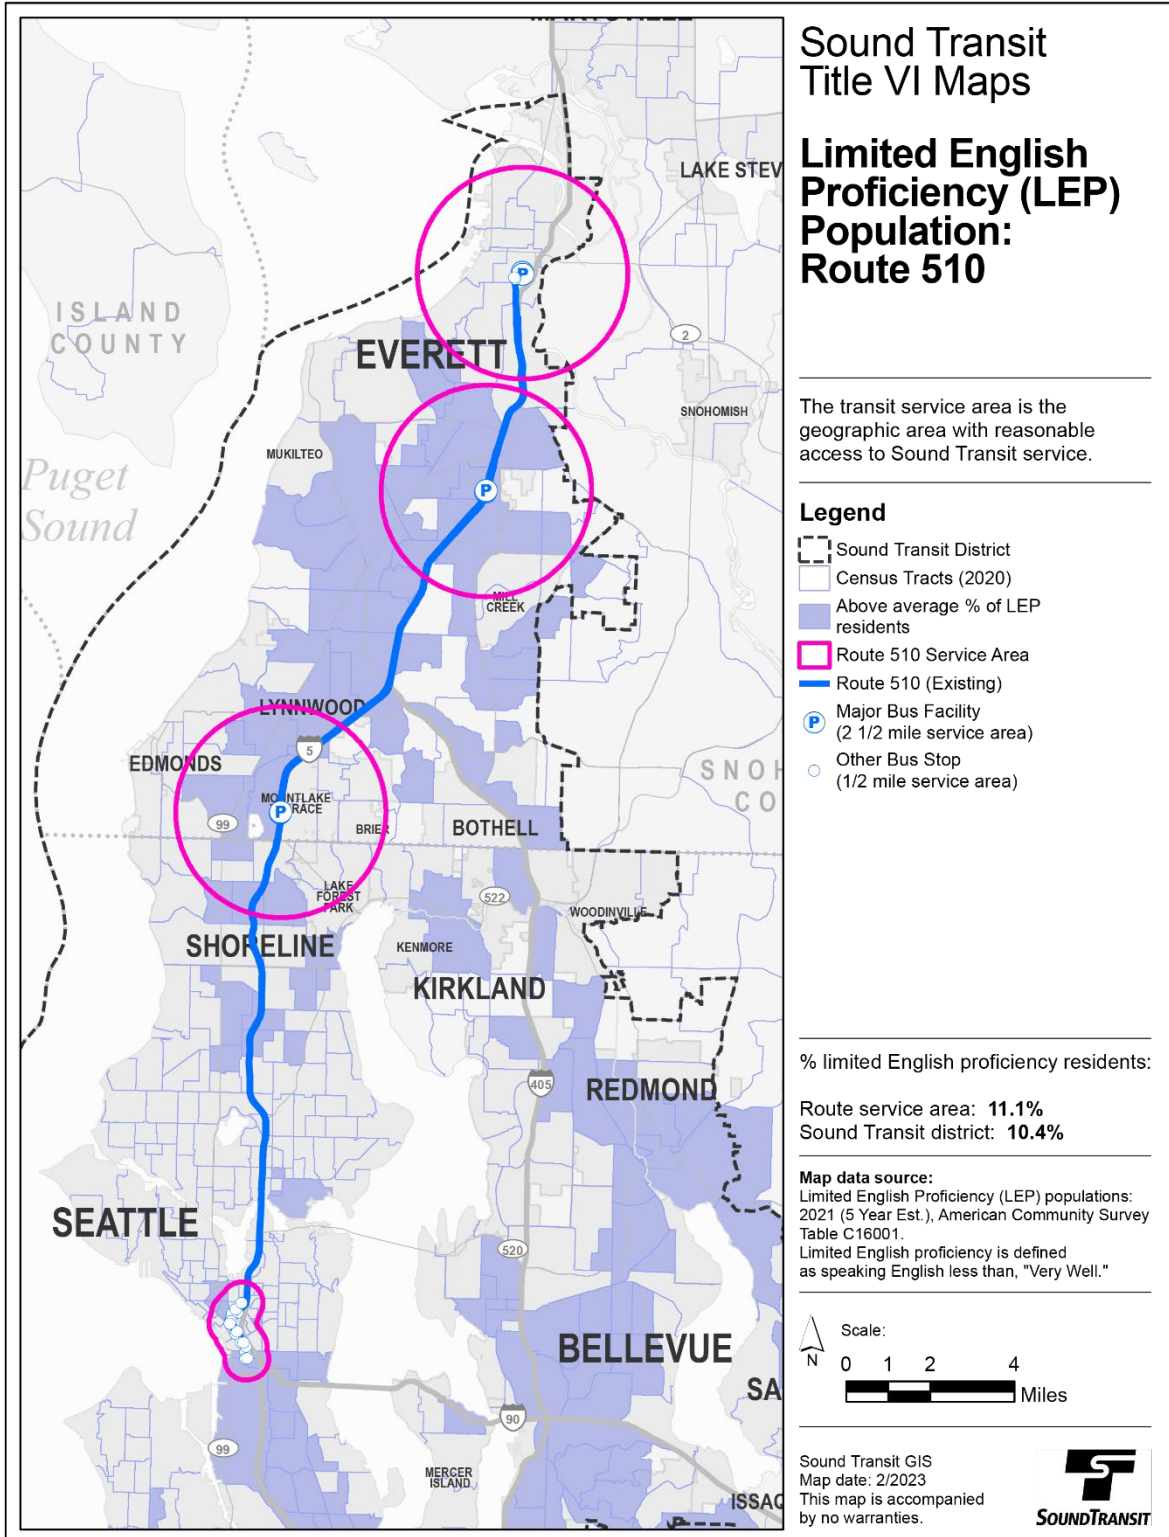 Sound Transit
Title VI Maps
Limited English
Proficiency (LEP)
Population:
Route 510
The transit service area is the
geographic area with reasonable
access to Sound Transit service.
Legend
Sound Transit District
Census Tracts (2020)
Above average % of LEP
residents
Route 510 Service Area
Route 510 (Existing)
P
Major Bus Facility
(2 1/2 mile service area)
Other Bus Stop
(1/2 mile service area)
% limited English proficiency residents:
Route service area: 11.1%
Sound Transit district: 10.4%
Map data source:
Limited English Proficiency (LEP) populations:
2021 (5 Year Est.), American Community Survey
Table C16001.
Limited English proficiency is defined
as speaking English less than, "Very Well."
N
Scale:
0 1 2 4
Miles
Sound Transit GIS
Map date: 2/2023
This map is accompanied
by no warranties.
ST
SOUNDTRANSIT
LAKE STEV
P
ISLAND
COUNTY
2
EVERETT
SNOHOMISH
MUKILTEO
Puget
Sound
P
MILL
CREEK
LYNNWOOD
5
EDMONDS
SNOH
CO
MOUNTLAKE
TERRACE
P
99
BRIER
BOTHELL
LAKE
FOREST
PARK
522
WOODINVILLE
SHORELINE
KENMORE
KIRKLAND
405
REDMOND
SEATTLE
520
BELLEVUE
SA
90
99
MERCER
ISLAND
ISSAQ